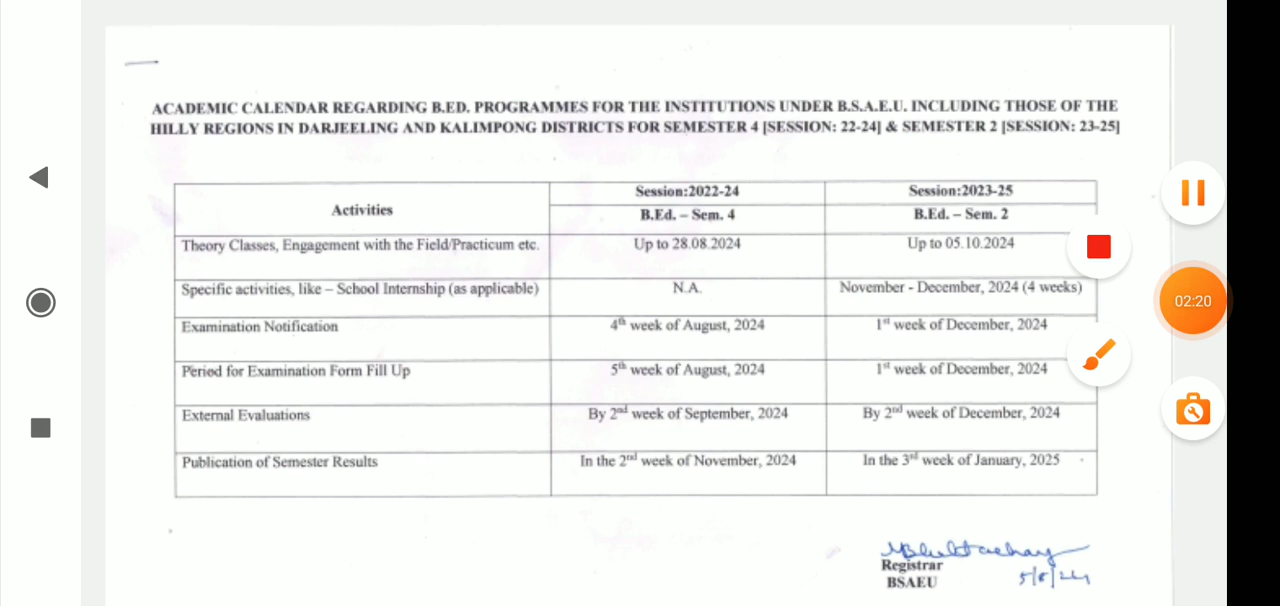 ACADEMIC CALENDAR REGARDING B.ED. PROGRAMMES FOR THE INSTITUTIONS UNDER B.S.A.E.U. INCLUDING THOSE OF THE
HILLY REGIONS IN DARJEELING AND KALIMPONG DISTRICTS FOR SEMESTER 4 [SESSION: 22-24] & SEMESTER 2 [SESSION: 23-25]
Activities
Session:2022-24
Session:2023-25
B.Ed. – Sem. 4
B.Ed. – Sem. 2
Theory Classes, Engagement with the Field/Practicum etc.
Up to 28.08.2024
Up to 05.10.2024
Specific activities, like – School Internship (as applicable)
N.A.
November - December, 2024 (4 weeks)
Examination Notification
4th week of August, 2024
1st week of December, 2024
Period for Examination Form Fill Up
5th week of August, 2024
1st week of December, 2024
External Evaluations
By 2nd week of September, 2024
By 2nd week of December, 2024
Publication of Semester Results
In the 2nd week of November, 2024
In the 3rd week of January, 2025
Registrar
BSAEU
02:20